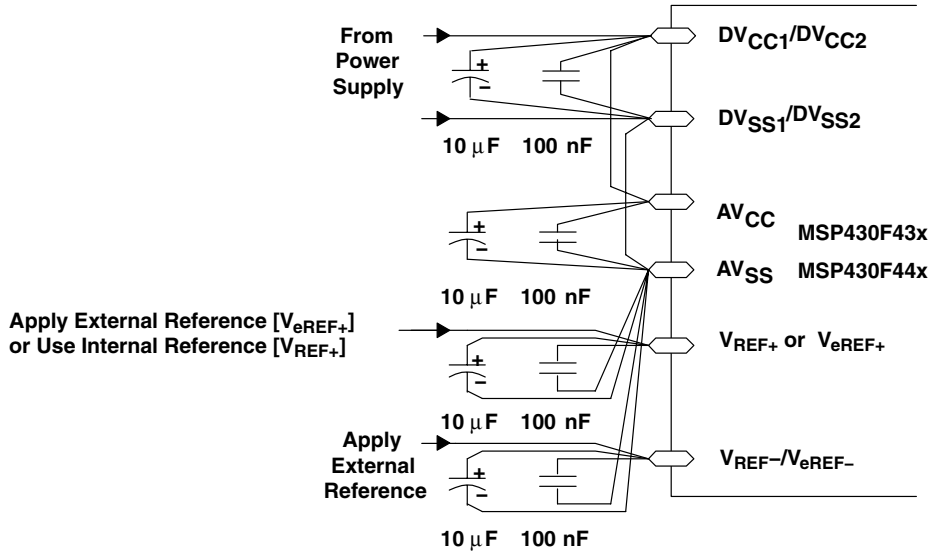 From
Power
Supply
DVCC1/DVCC2
+
−
DVSS1/DVSS2
10 μF 100 nF
AVCC
MSP430F43x
+
−
AVSS MSP430F44x
10 μF 100 nF
Apply External Reference [VeREF+]
or Use Internal Reference [VREF+]
VREF+ or VeREF+
+
−
10 μF 100 nF
Apply
External
Reference
VREF−/VeREF−
+
−
10 μF 100 nF